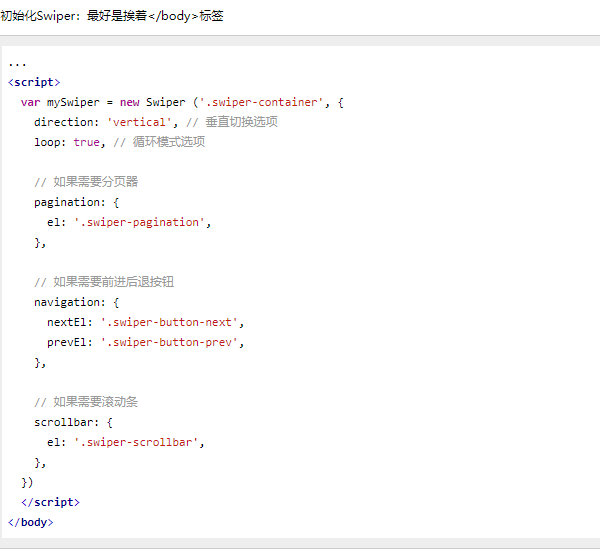 初始化Swiper：最好是挨着</body>标签
...
<script>
  var mySwiper = new Swiper ('.swiper-container', {
    direction: 'vertical', // 垂直切换选项
    loop: true, // 循环模式选项

    // 如果需要分页器
    pagination: {
      el: '.swiper-pagination',
    },

    // 如果需要前进后退按钮
    navigation: {
      nextEl: '.swiper-button-next',
      prevEl: '.swiper-button-prev',
    },

    // 如果需要滚动条
    scrollbar: {
      el: '.swiper-scrollbar',
    },
  })
  </script>
</body>